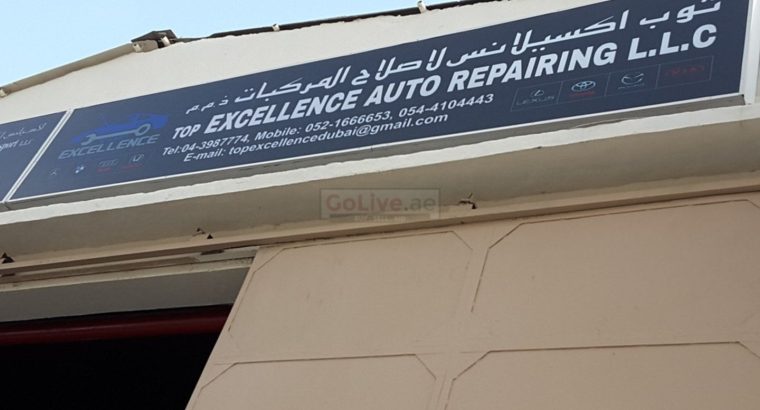 توب اكسيلانس لاصلاح المركبات ذ.م.م
TOP EXCELLENCE AUTO REPAIRING L.L.C
Tel:04-3987774, Mobile: 052-1666653, 054-4104443
E-mail: topexcellencedubai@gmail.com
EXCELLENCE
LEXUS
GoLive.ae